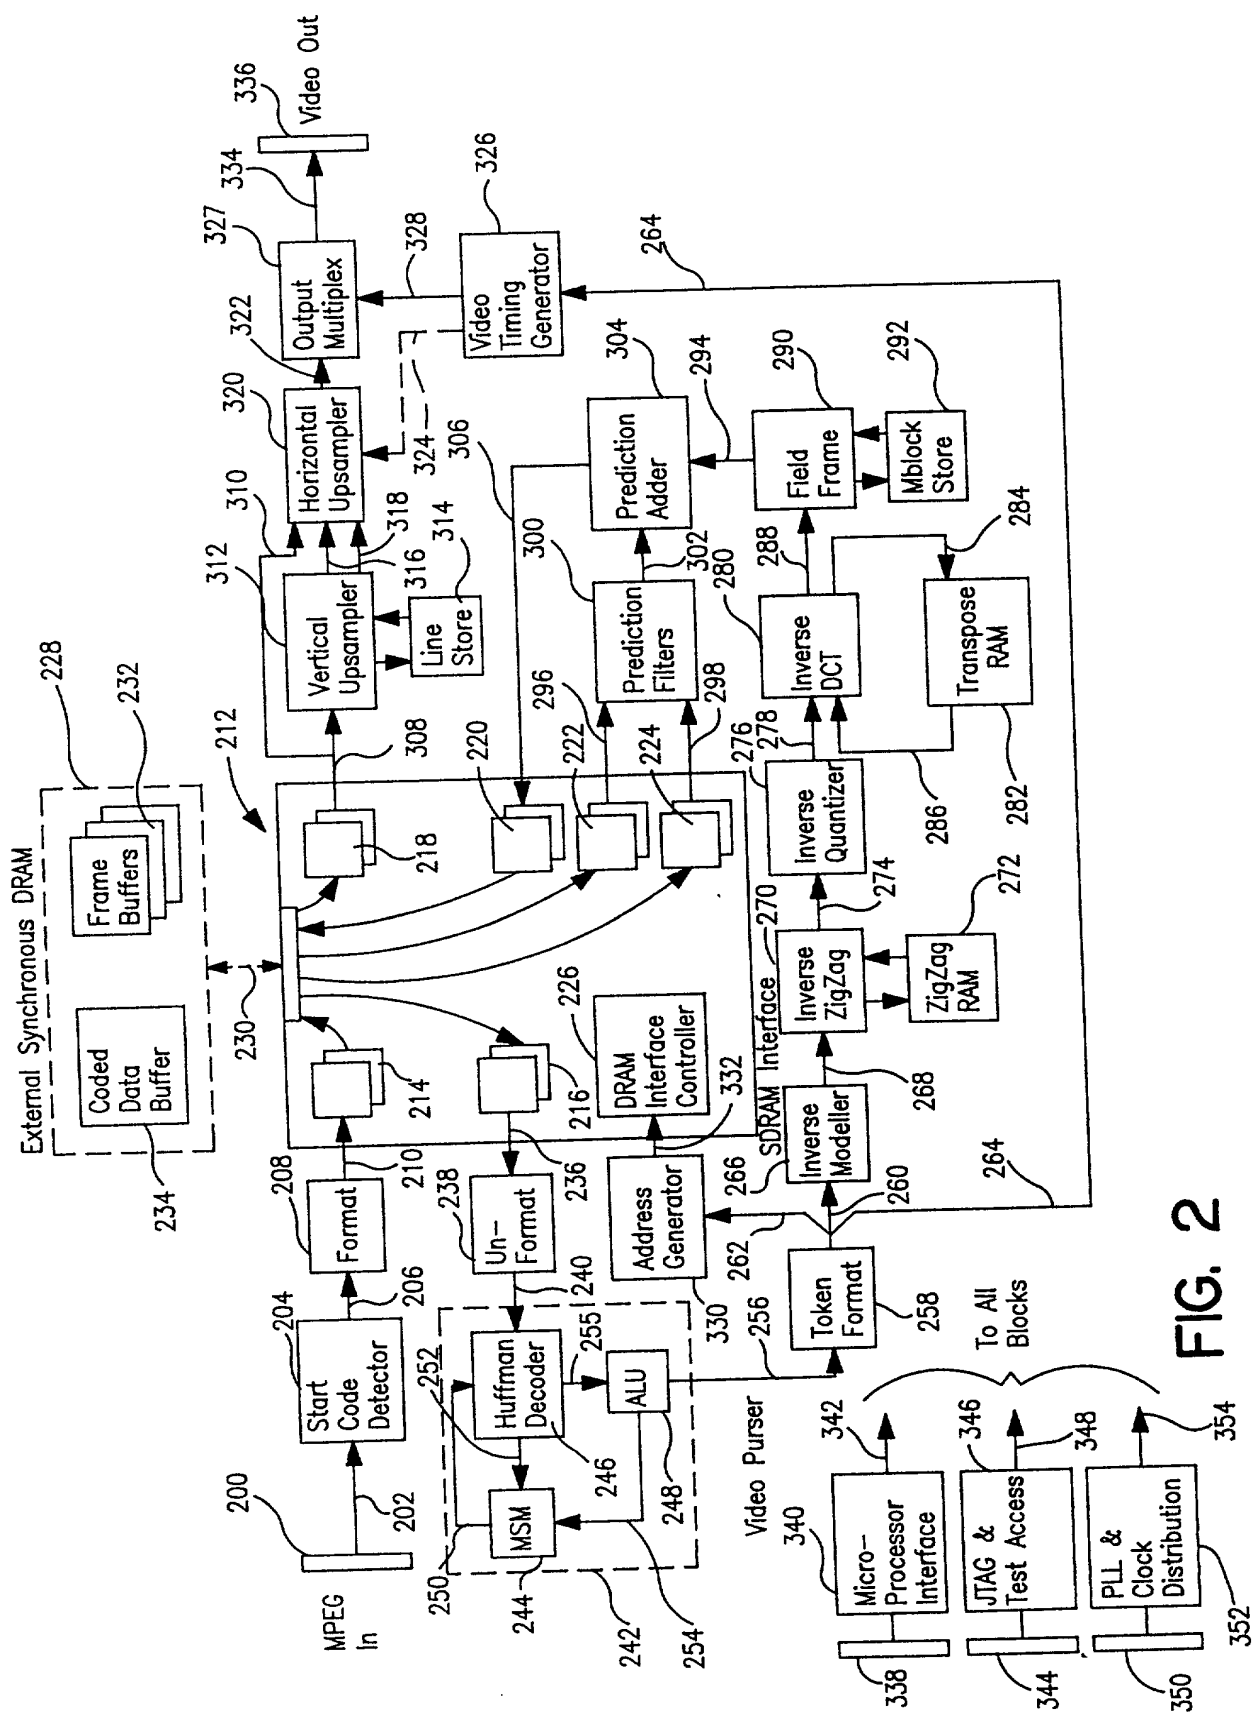 External Synchronous DRAM
228
Coded
Data
Buffer
234
Frame
Buffers
232
230
212
MPEG
In
200
202
204
Start
Code
Detector
206
208
Format
210
214
218
308
310
312
Vertical
Upsampler
316
318
314
Line
Store
320
Horizontal
Upsampler
322
324
327
Output
Multiplex
334
336
Video Out
328
326
Video
Timing
Generator
264
250
252
MSM
244
Huffman
Decoder
246
255
ALU
248
242
254
Video Purser
240
238
Un-
Format
236
216
220
222
224
296
298
306
300
Prediction
Filters
302
304
Prediction
Adder
294
330
Address
Generator
332
226
DRAM
Interface
Controller
SDRAM Interface
262
256
Token
Format
258
260
264
266
Inverse
Modeller
268
270
Inverse
ZigZag
274
ZigZag
RAM
272
276
Inverse
Quantizer
278
280
Inverse
DCT
288
286
Transpose
RAM
282
284
290
Field
Frame
Mblock
Store
292
338
340
Micro-
Processor
Interface
342
344
JTAG &
Test Access
346
348
350
PLL &
Clock
Distribution
352
354
To All
Blocks
FIG. 2